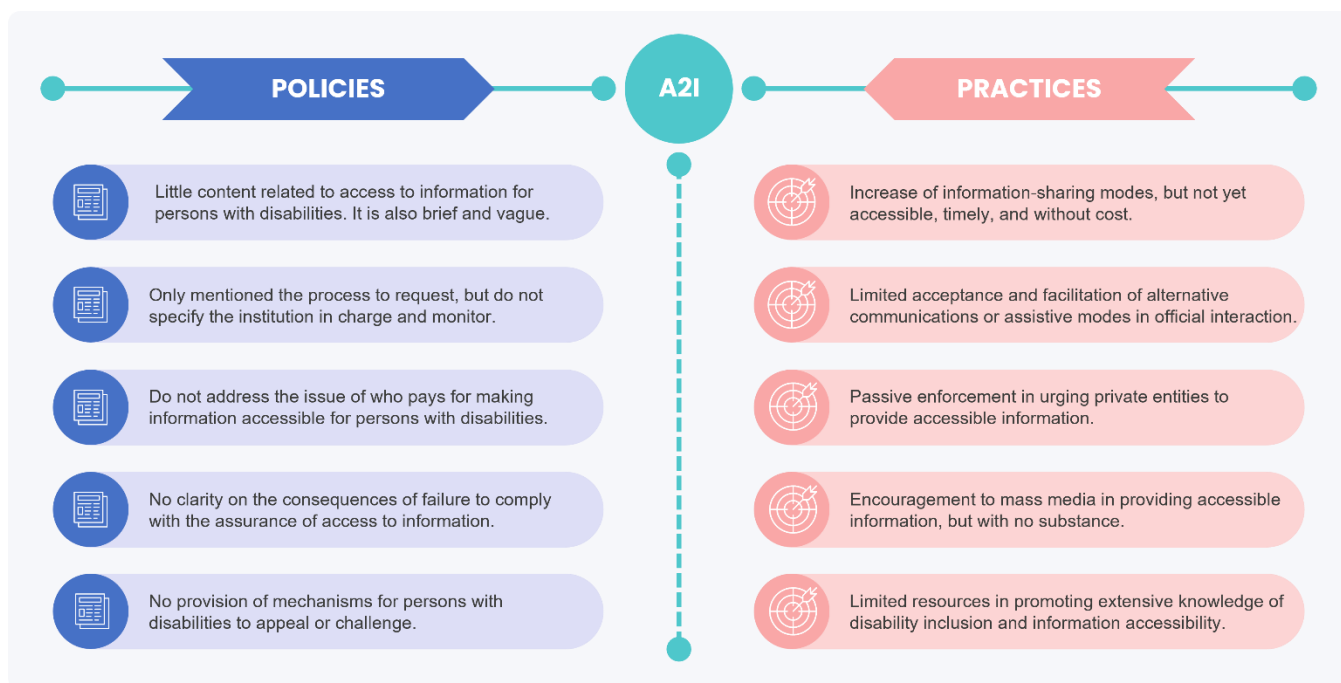 POLICIES
A2I
PRACTICES
Little content related to access to information for
persons with disabilities. It is also brief and vague.
Only mentioned the process to request, but do not
specify the institution in charge and monitor.
Do not address the issue of who pays for making
information accessible for persons with disabilities.
No clarity on the consequences of failure to comply
with the assurance of access to information.
No provision of mechanisms for persons with
disabilities to appeal or challenge.
Increase of information-sharing modes, but not yet
accessible, timely, and without cost.
Limited acceptance and facilitation of alternative
communications or assistive modes in official interaction.
Passive enforcement in urging private entities to
provide accessible information.
Encouragement to mass media in providing accessible
information, but with no substance.
Limited resources in promoting extensive knowledge of
disability inclusion and information accessibility.